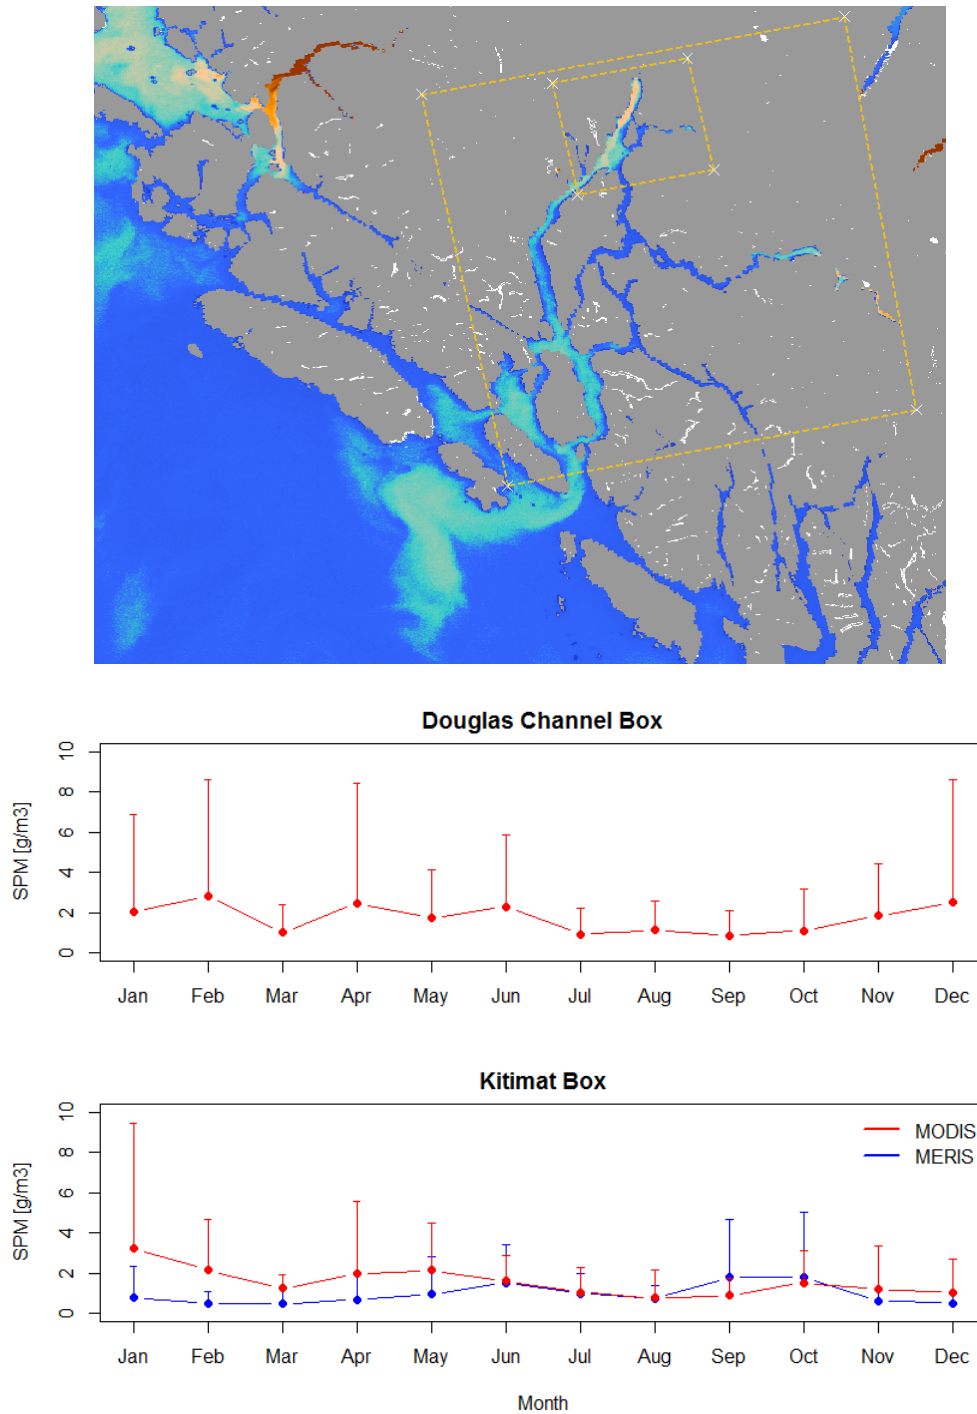 Douglas Channel Box
SPM [g/m3]
10
8
6
4
2
0
Jan Feb Mar Apr May Jun Jul Aug Sep Oct Nov Dec
Kitimat Box
SPM [g/m3]
10
8
6
4
2
0
MODIS
MERIS
Jan Feb Mar Apr May Jun Jul Aug Sep Oct Nov Dec
Month